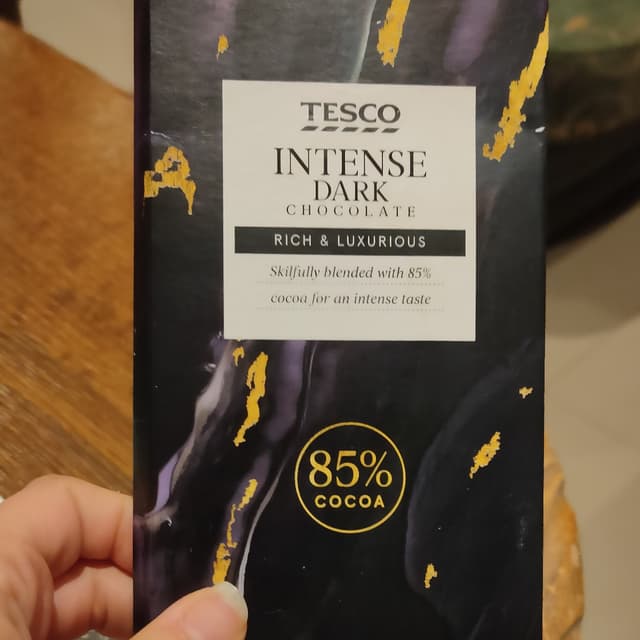 TESCO
INTENSE
DARK
CHOCOLATE
RICH & LUXURIOUS
Skilfully blended with 85%
cocoa for an intense taste
85%
COCOA